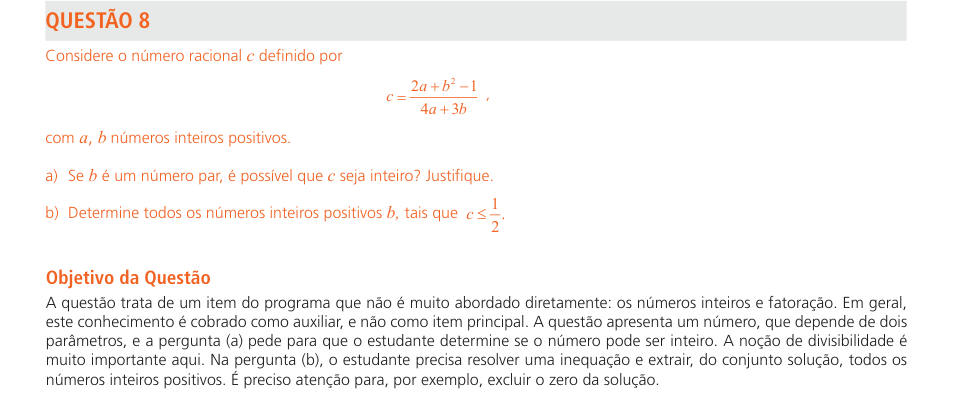 QUESTÃO 8
Considere o número racional c definido por
c = \frac{2a + b^2 - 1}{4a + 3b} ,
com a, b números inteiros positivos.
a) Se b é um número par, é possível que c seja inteiro? Justifique.
b) Determine todos os números inteiros positivos b, tais que c ≤ \frac{1}{2}.
Objetivo da Questão
A questão trata de um item do programa que não é muito abordado diretamente: os números inteiros e fatoração. Em geral,
este conhecimento é cobrado como auxiliar, e não como item principal. A questão apresenta um número, que depende de dois
parâmetros, e a pergunta (a) pede para que o estudante determine se o número pode ser inteiro. A noção de divisibilidade é
muito importante aqui. Na pergunta (b), o estudante precisa resolver uma inequação e extrair, do conjunto solução, todos os
números inteiros positivos. É preciso atenção para, por exemplo, excluir o zero da solução.